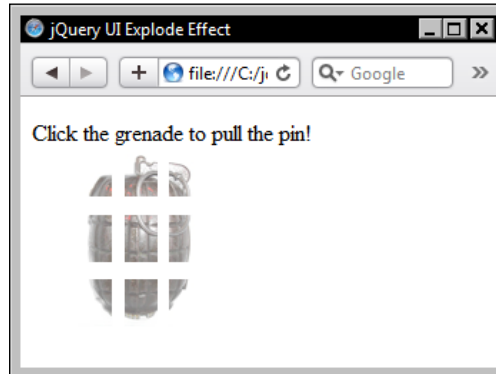 jQuery UI Explode Effect
file:///C:/j
Google
Click the grenade to pull the pin!